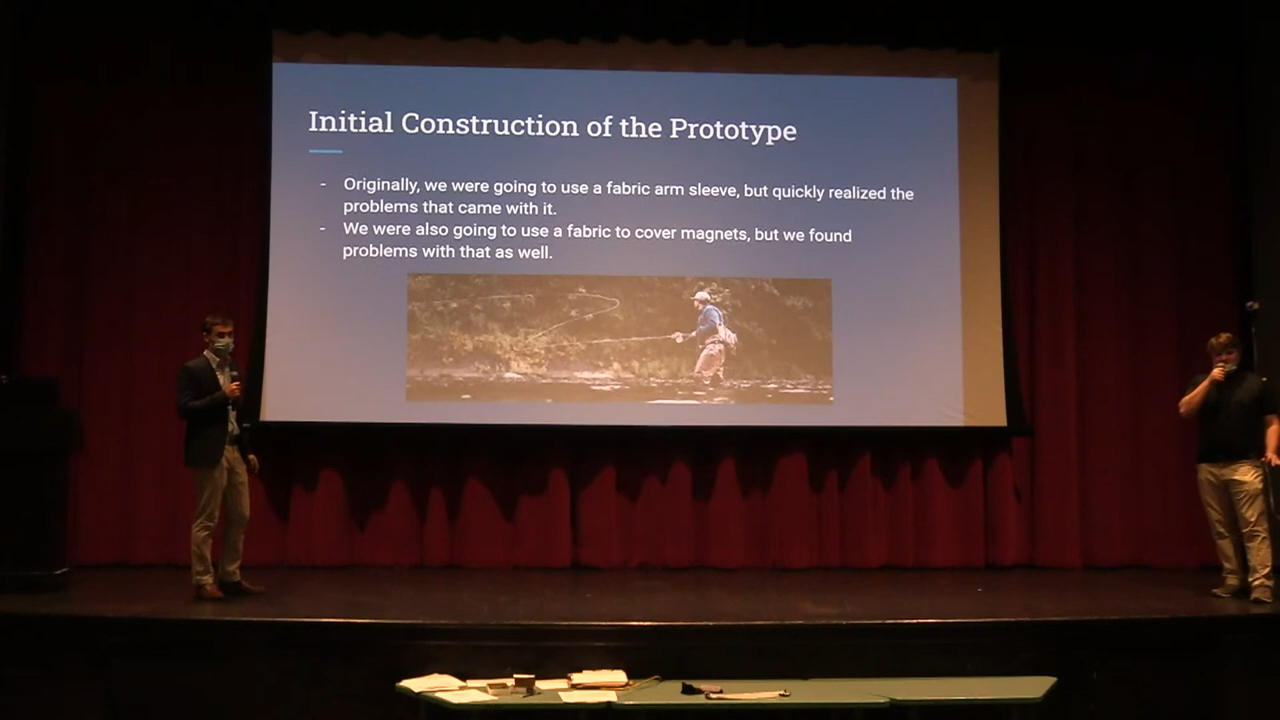 Initial Construction of the Prototype
- Originally, we were going to use a fabric arm sleeve, but quickly realized the
problems that came with it.
- We were also going to use a fabric to cover magnets, but we found
problems with that as well.